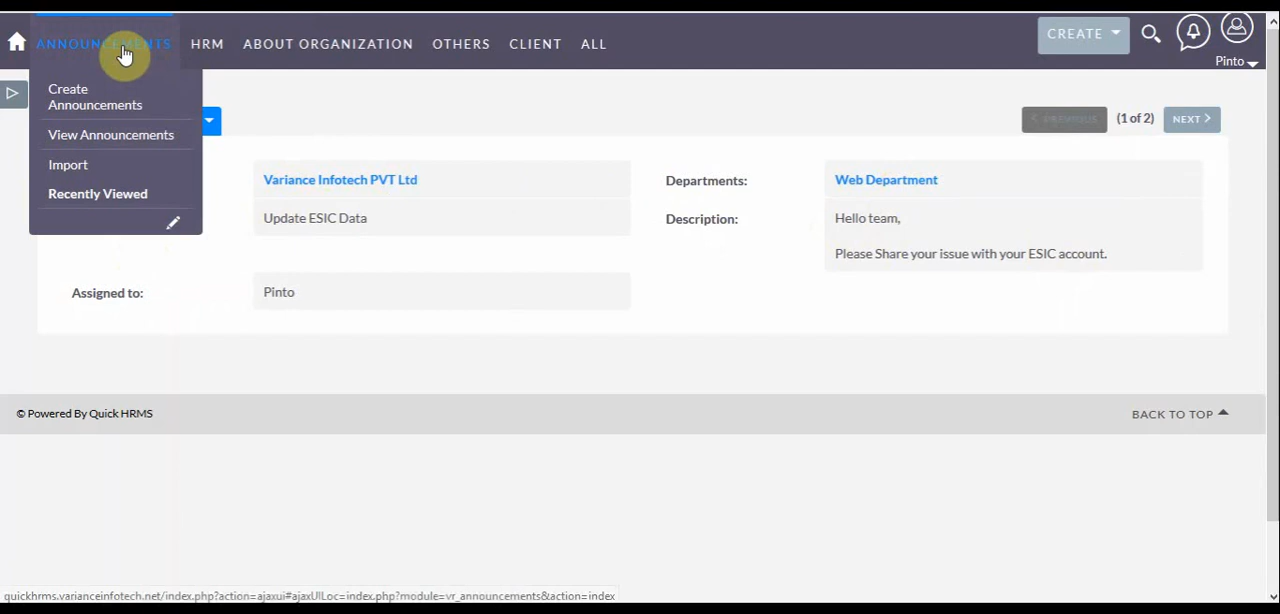 ANNOUNCEMENTS HRM ABOUT ORGANIZATION OTHERS CLIENT ALL CREATE
Pinto
Create
Announcements
View Announcements
Import
Recently Viewed
PREVIOUS (1 of 2) NEXT
Variance Infotech PVT Ltd Departments: Web Department
Update ESIC Data Description: Hello team,
Please Share your issue with your ESIC account.
Assigned to: Pinto
© Powered By Quick HRMS BACK TO TOP
quickhrms.varianceinfotech.net/index.php?action=ajaxui#ajaxUILoc=index.php?module=vr_announcements&action=index